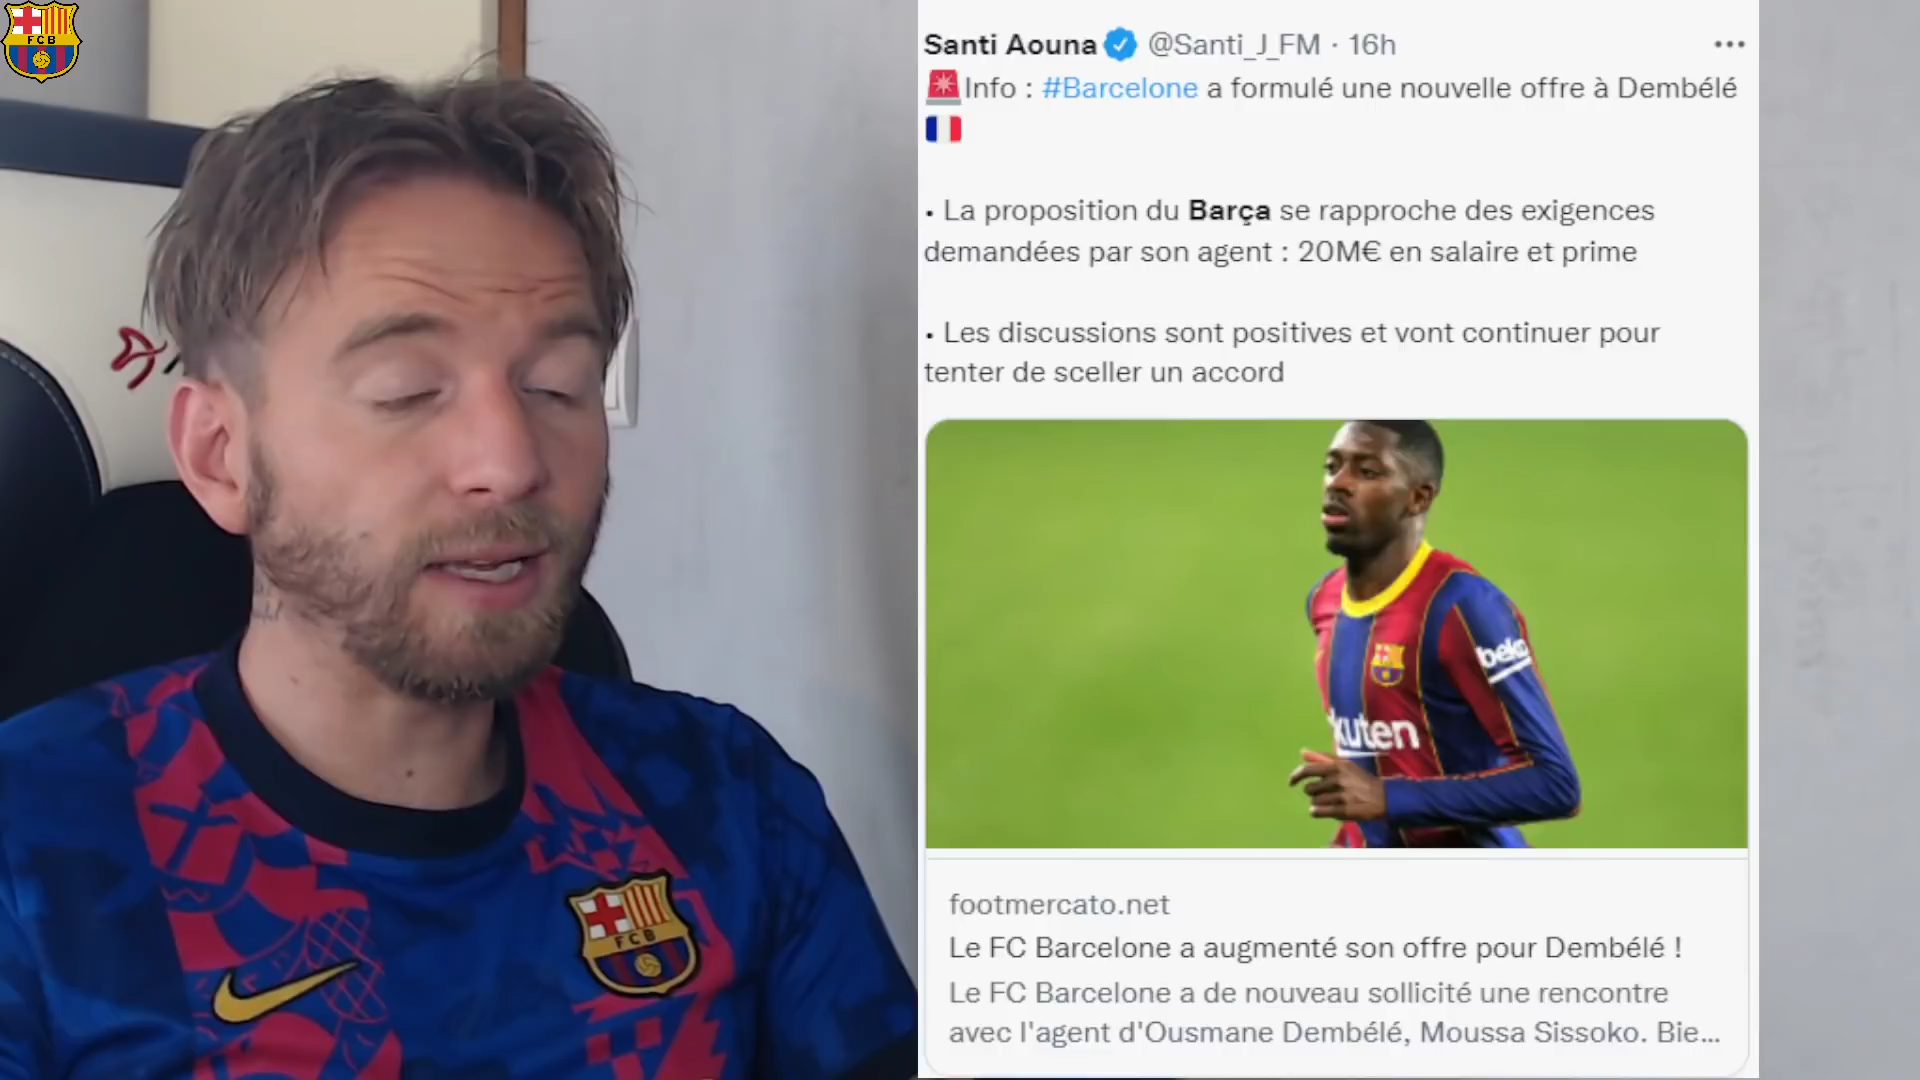 FCB
Santi Aouna @Santi_J_FM · 16h
Info : #Barcelone a formulé une nouvelle offre à Dembélé
• La proposition du Barça se rapproche des exigences
demandées par son agent : 20M€ en salaire et prime
• Les discussions sont positives et vont continuer pour
tenter de sceller un accord
beko
kuten
FCB
footmercato.net
Le FC Barcelone a augmenté son offre pour Dembélé !
Le FC Barcelone a de nouveau sollicité une rencontre
avec l'agent d'Ousmane Dembélé, Moussa Sissoko. Bie...